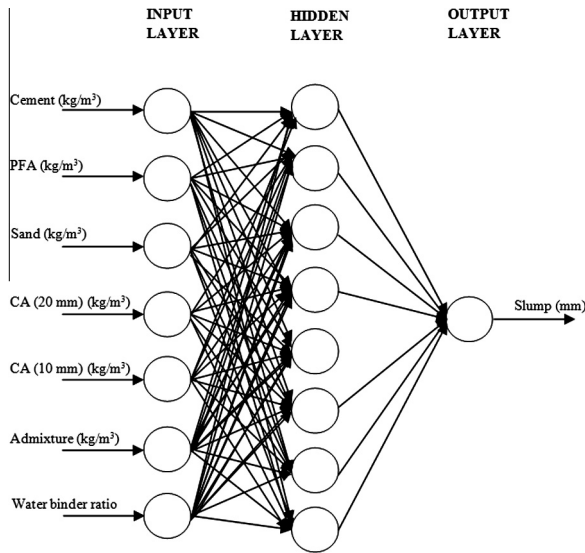 INPUT
LAYER
HIDDEN
LAYER
OUTPUT
LAYER
Cement (kg/m³)
PFA (kg/m³)
Sand (kg/m³)
CA (20 mm) (kg/m³)
CA (10 mm) (kg/m³)
Admixture (kg/m³)
Water binder ratio
Slump (mm)